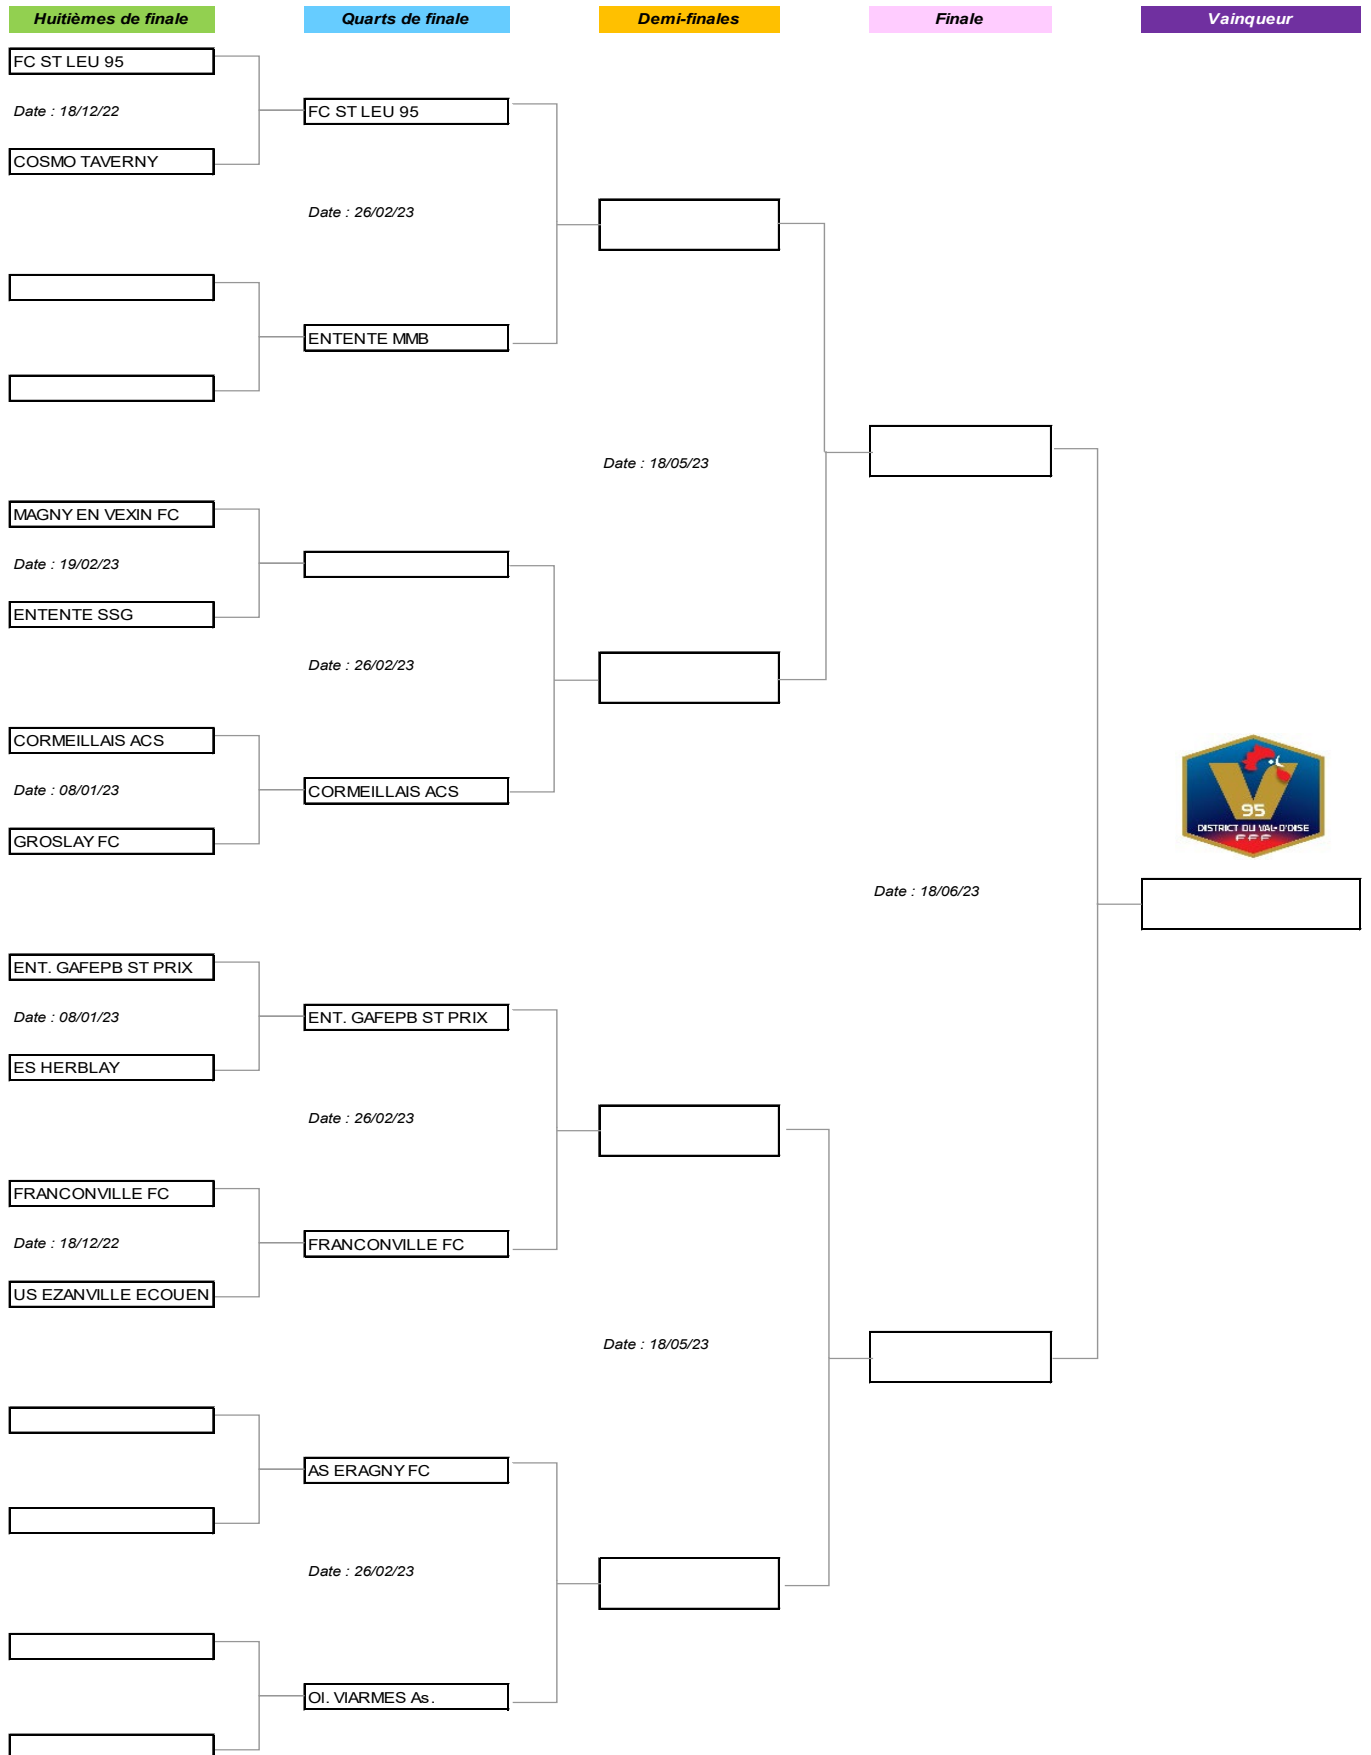 Huitièmes de finale
Quarts de finale
Demi-finales
Finale
Vainqueur
FC ST LEU 95
Date : 18/12/22
FC ST LEU 95
COSMO TAVERNY
Date : 26/02/23
ENTENTE MMB
Date : 18/05/23
MAGNY EN VEXIN FC
Date : 19/02/23
ENTENTE SSG
Date : 26/02/23
CORMEILLAIS ACS
Date : 08/01/23
CORMEILLAIS ACS
GROSLAY FC
95
DISTRICT DU VAL-D'OISE
FFF
Date : 18/06/23
ENT. GAFEPB ST PRIX
Date : 08/01/23
ENT. GAFEPB ST PRIX
ES HERBLAY
Date : 26/02/23
FRANCONVILLE FC
Date : 18/12/22
FRANCONVILLE FC
US EZANVILLE ECOUEN
Date : 18/05/23
AS ERAGNY FC
Date : 26/02/23
OI. VIARMES As.